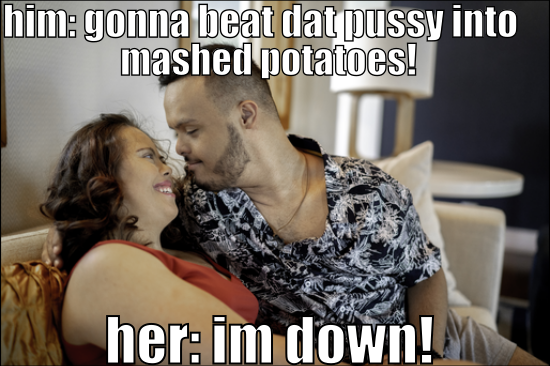 him: gonna beat dat pussy into
mashed potatoes!
her: im down!